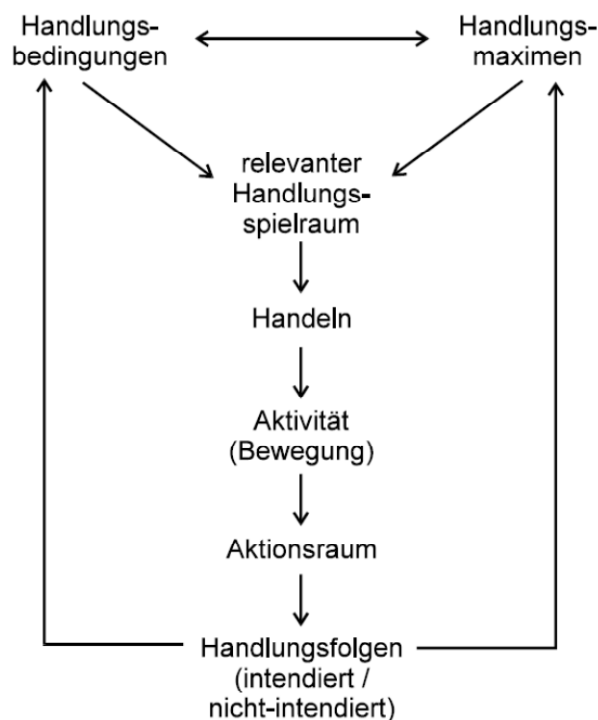 Handlungs-
bedingungen
Handlungs-
maximen
relevanter
Handlungs-
spielraum
Handeln
Aktivität
(Bewegung)
Aktionsraum
Handlungsfolgen
(intendiert /
nicht-intendiert)